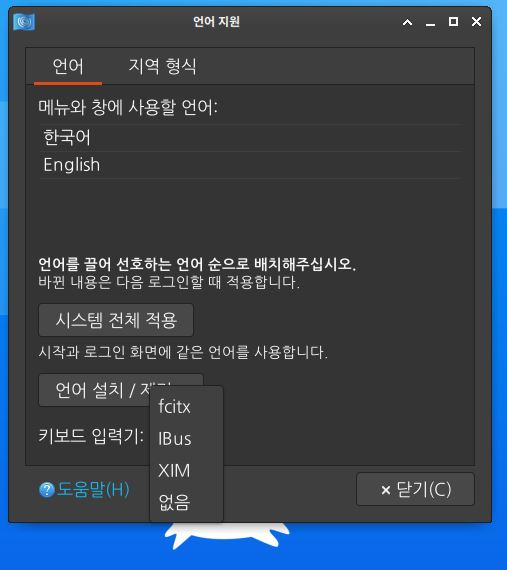 언어 지원
언어 지역 형식
메뉴와 창에 사용할 언어:
한국어
English
언어를 끌어 선호하는 언어 순으로 배치해주십시오.
바뀐 내용은 다음 로그인할 때 적용합니다.
시스템 전체 적용
시작과 로그인 화면에 같은 언어를 사용합니다.
언어 설치 /
키보드 입력기:
fcitx
IBus
XIM
없음
도움말(H)
닫기(C)